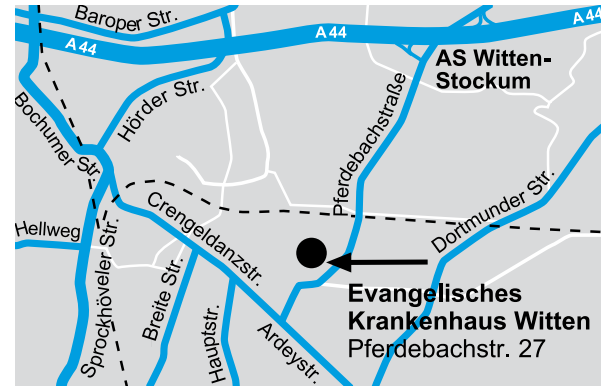 Baroper Str.
A 44
A 44
A 44
AS Witten-
Stockum
Bochumer Str.
Hörder Str.
Pferdebachstraße
Dortmunder Str.
Crengeldanzstr.
Hellweg
Sprockhöveler Str.
Breite Str.
Hauptstr.
Ardeystr.
Evangelisches
Krankenhaus Witten
Pferdebachstr. 27